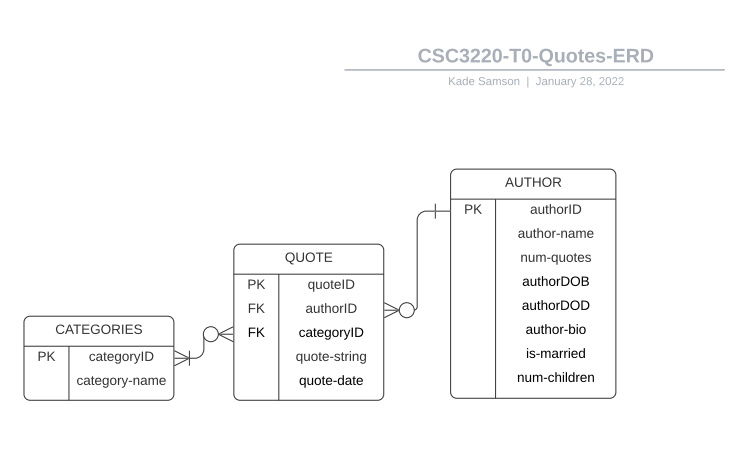 CSC3220-T0-Quotes-ERD
Kade Samson | January 28, 2022
AUTHOR
PK authorID
author-name
num-quotes
authorDOB
authorDOD
author-bio
is-married
num-children
QUOTE
PK quoteID
FK authorID
FK categoryID
quote-string
quote-date
CATEGORIES
PK categoryID
category-name